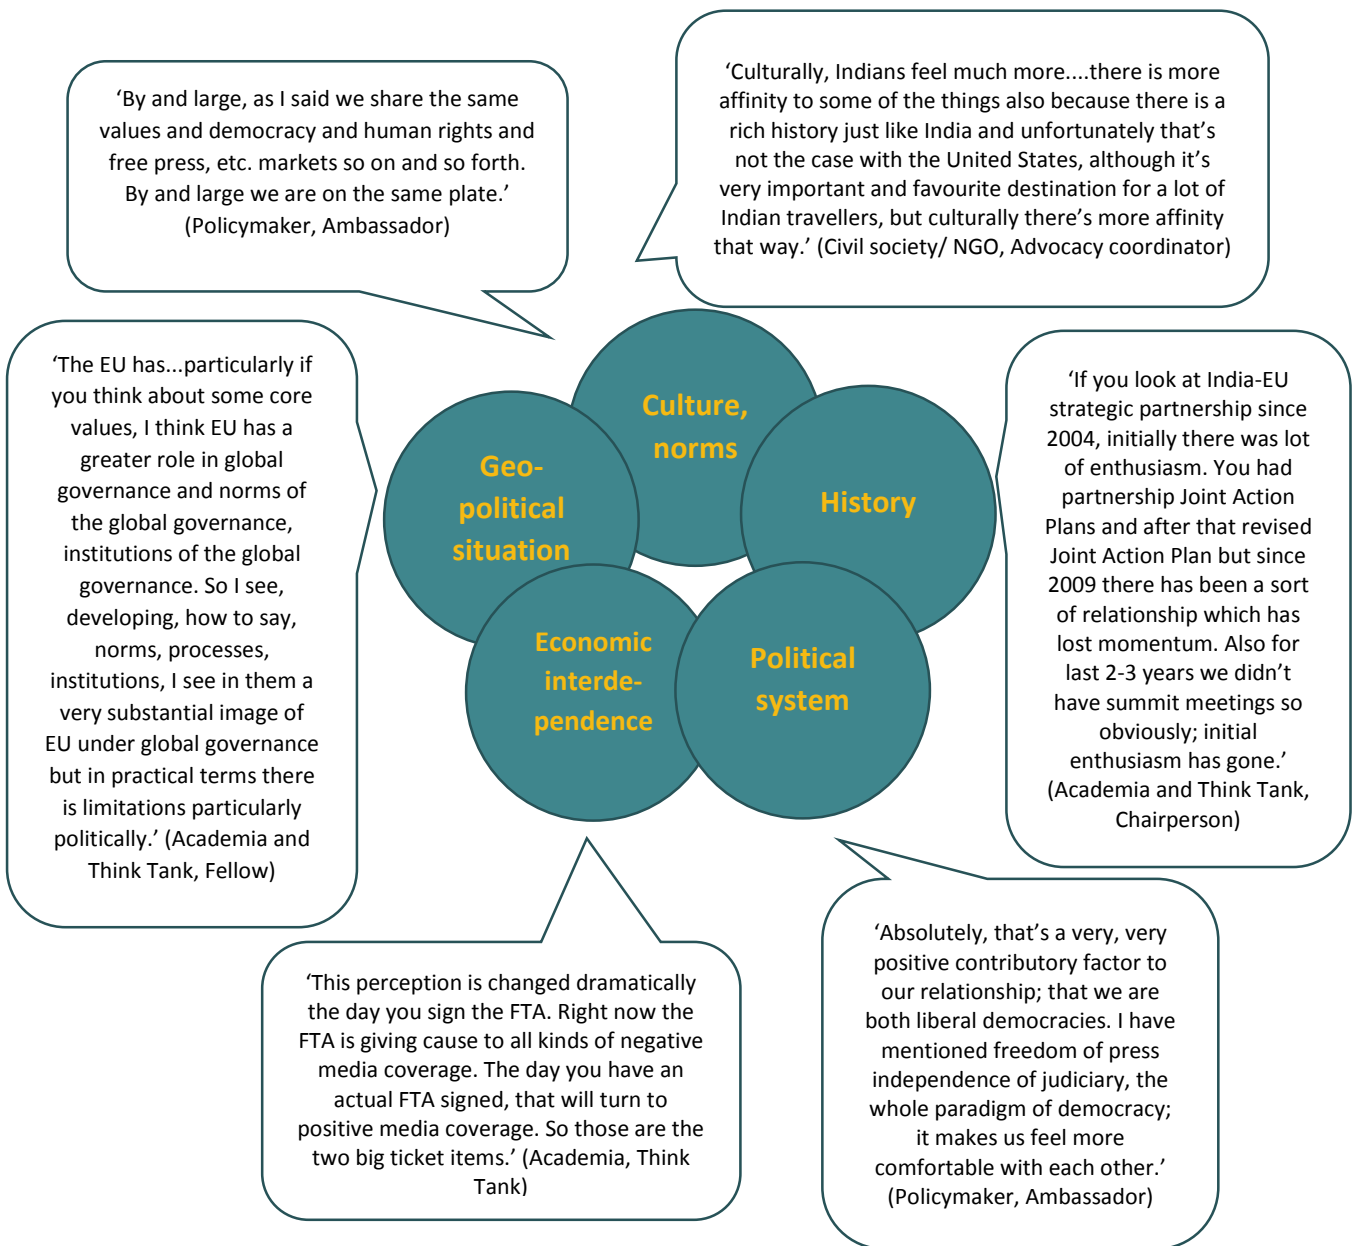 ‘By and large, as I said we share the same
values and democracy and human rights and
free press, etc. markets so on and so forth.
By and large we are on the same plate.’
(Policymaker, Ambassador)
‘Culturally, Indians feel much more....there is more
affinity to some of the things also because there is a
rich history just like India and unfortunately that’s
not the case with the United States, although it’s
very important and favourite destination for a lot of
Indian travellers, but culturally there’s more affinity
that way.’ (Civil society/ NGO, Advocacy coordinator)
‘The EU has...particularly if
you think about some core
values, I think EU has a
greater role in global
governance and norms of
the global governance,
institutions of the global
governance. So I see,
developing, how to say,
norms, processes,
institutions, I see in them a
very substantial image of
EU under global governance
but in practical terms there
is limitations particularly
politically.’ (Academia and
Think Tank, Fellow)
Culture,
norms
Geo-
political
situation
History
Economic
interde-
pendence
Political
system
‘If you look at India-EU
strategic partnership since
2004, initially there was lot
of enthusiasm. You had
partnership Joint Action
Plans and after that revised
Joint Action Plan but since
2009 there has been a sort
of relationship which has
lost momentum. Also for
last 2-3 years we didn’t
have summit meetings so
obviously; initial
enthusiasm has gone.’
(Academia and Think Tank,
Chairperson)
‘This perception is changed dramatically
the day you sign the FTA. Right now the
FTA is giving cause to all kinds of negative
media coverage. The day you have an
actual FTA signed, that will turn to
positive media coverage. So those are the
two big ticket items.’ (Academia, Think
Tank)
‘Absolutely, that’s a very, very
positive contributory factor to
our relationship; that we are
both liberal democracies. I have
mentioned freedom of press
independence of judiciary, the
whole paradigm of democracy;
it makes us feel more
comfortable with each other.’
(Policymaker, Ambassador)